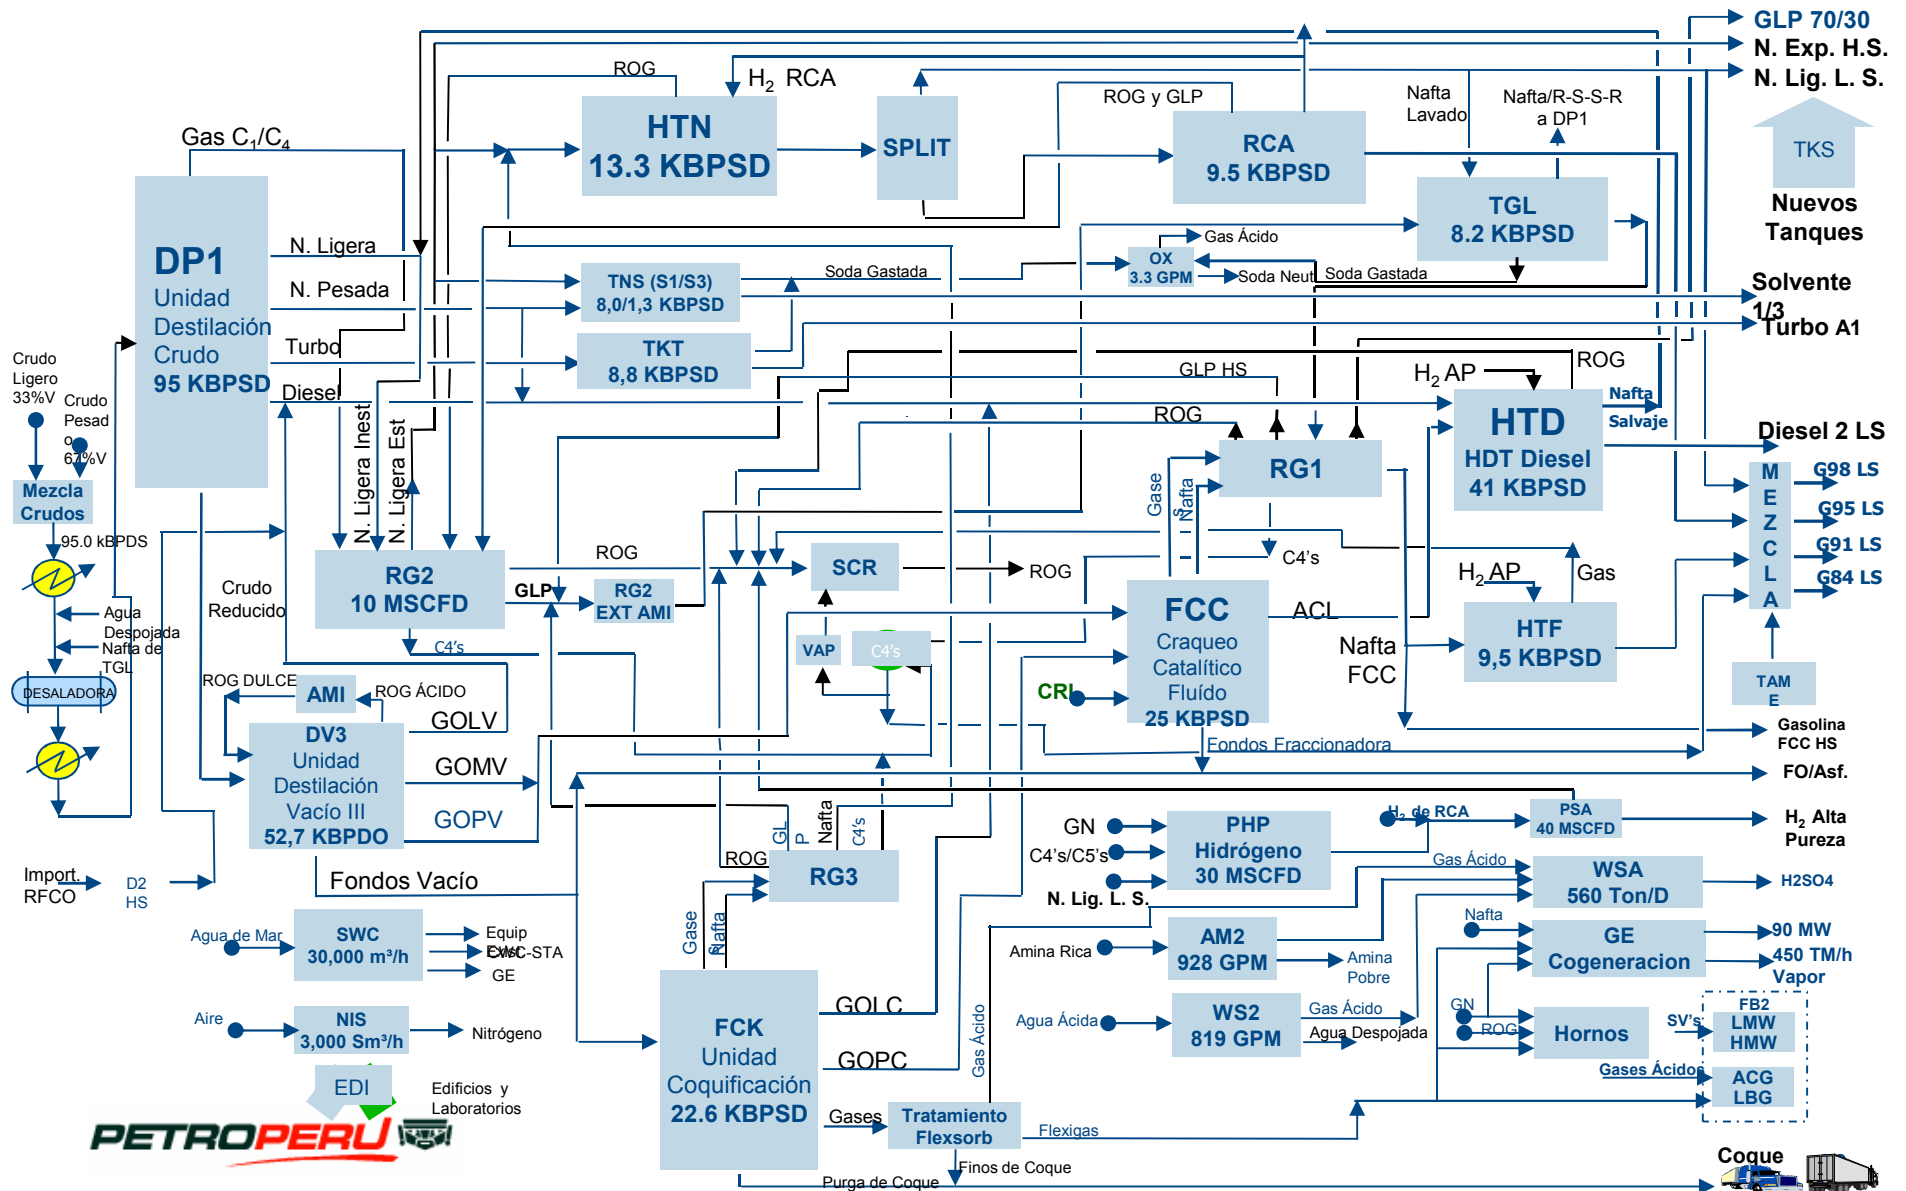 GLP 70/30
N. Exp. H.S.
N. Lig. L. S.
TKS
Nuevos
Tanques
ROG
H₂ RCA
HTN
13.3 KBPSD
SPLIT
ROG y GLP
RCA
9.5 KBPSD
Nafta
Lavado
Nafta/R-S-S-R
a DP1
TGL
8.2 KBPSD
Gas C₁/C₄
DP1
Unidad
Destilación
Crudo
95 KBPSD
N. Ligera
N. Pesada
Turbo
Diesel
TNS (S1/S3)
8,0/1,3 KBPSD
TKT
8,8 KBPSD
Soda Gastada
Gas Ácido
OX
3.3 GPM
Soda Neut
Soda Gastada
Solvente
1/3
Turbo A1
Crudo
Ligero
33%V
Crudo
Pesad
o
67%V
Mezcla
Crudos
95.0 kBPDS
Agua
Despojada
Nafta de
TGL
DESALADORA
Import.
RFCO
D2
HS
Crudo
Reducido
N. Ligera Inest
N. Ligera Est
RG2
10 MSCFD
ROG
GLP
C4's
RG2
EXT AMI
SCR
ROG
VAP
C4's
GLP HS
ROG
ROG
H₂ AP
HTD
HDT Diesel
41 KBPSD
Nafta
Salvaje
Diesel 2 LS
RG1
Gase
s
Nafta
C4's
FCC
Craqueo
Catalítico
Fluído
25 KBPSD
ACL
CRI
Nafta
FCC
H₂ AP
Gas
HTF
9,5 KBPSD
M
E
Z
C
L
A
G98 LS
G95 LS
G91 LS
G84 LS
TAM
E
Gasolina
FCC HS
Fondos Fraccionadora
FO/Asf.
ROG DULCE
AMI
ROG ÁCIDO
DV3
Unidad
Destilación
Vacío III
52,7 KBPDO
GOLV
GOMV
GOPV
Fondos Vacío
ROG
GL
P
Nafta
C4's
RG3
Gase
s
Nafta
GN
C4's/C5's
N. Lig. L. S.
PHP
Hidrógeno
30 MSCFD
H₂ de RCA
PSA
40 MSCFD
H₂ Alta
Pureza
Gas Ácido
WSA
560 Ton/D
H2SO4
Amina Rica
AM2
928 GPM
Amina
Pobre
Nafta
GE
Cogeneracion
90 MW
450 TM/h
Vapor
Agua Ácida
WS2
819 GPM
Gas Ácido
Agua Despojada
GN
ROG
Hornos
SV's
FB2
LMW
HMW
Gases Ácidos
ACG
LBG
Agua de Mar
SWC
30,000 m³/h
Equip
CWC-STA
GE
Aire
NIS
3,000 Sm³/h
Nitrógeno
EDI
Edificios y
Laboratorios
PETROPERU
FCK
Unidad
Coquificación
22.6 KBPSD
GOLC
GOPC
Gases
Gas Ácido
Tratamiento
Flexsorb
Flexigas
Finos de Coque
Purga de Coque
Coque